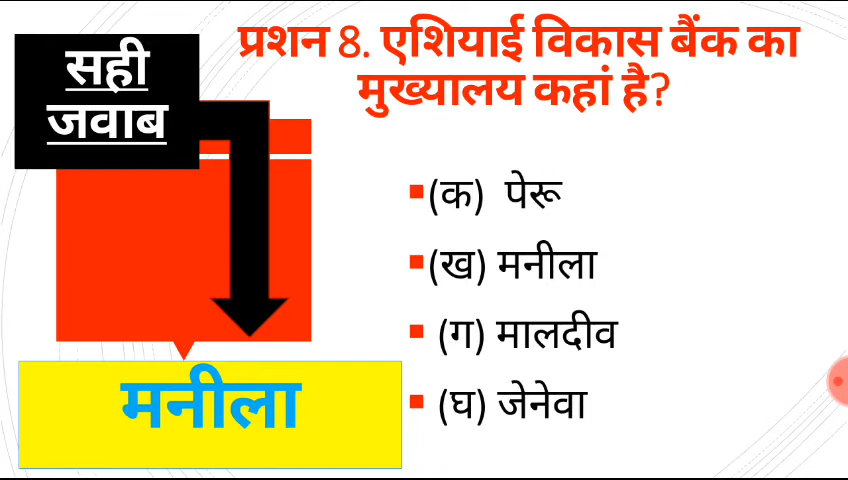 सही
जवाब
प्रशन 8. एशियाई विकास बैंक का
मुख्यालय कहां है?
(क) पेरू
(ख) मनीला
(ग) मालदीव
(घ) जेनेवा
मनीला